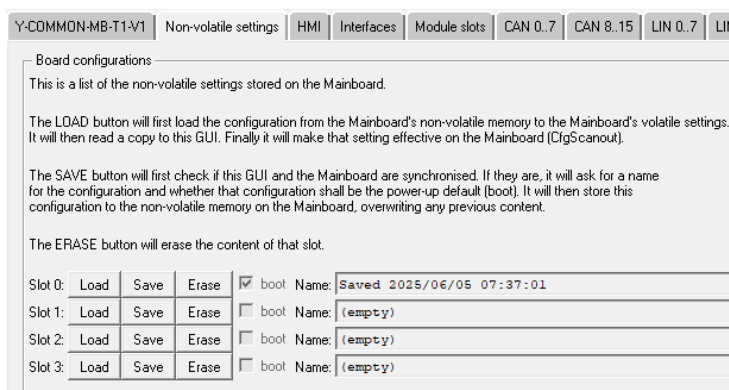 Y-COMMON-MB-T1-V1 Non-volatile settings HMI Interfaces Module slots CAN 0..7 CAN 8..15 LIN 0..7
Board configurations
This is a list of the non-volatile settings stored on the Mainboard.
The LOAD button will first load the configuration from the Mainboard's non-volatile memory to the Mainboard's volatile settings.
It will then read a copy to this GUI. Finally it will make that setting effective on the Mainboard (CfgScanout).
The SAVE button will first check if this GUI and the Mainboard are synchronised. If they are, it will ask for a name
for the configuration and whether that configuration shall be the power-up default (boot). It will then store this
configuration to the non-volatile memory on the Mainboard, overwriting any previous content.
The ERASE button will erase the content of that slot.
Slot 0: Load Save Erase boot Name: Saved 2025/06/05 07:37:01
Slot 1: Load Save Erase boot Name: (empty)
Slot 2: Load Save Erase boot Name: (empty)
Slot 3: Load Save Erase boot Name: (empty)